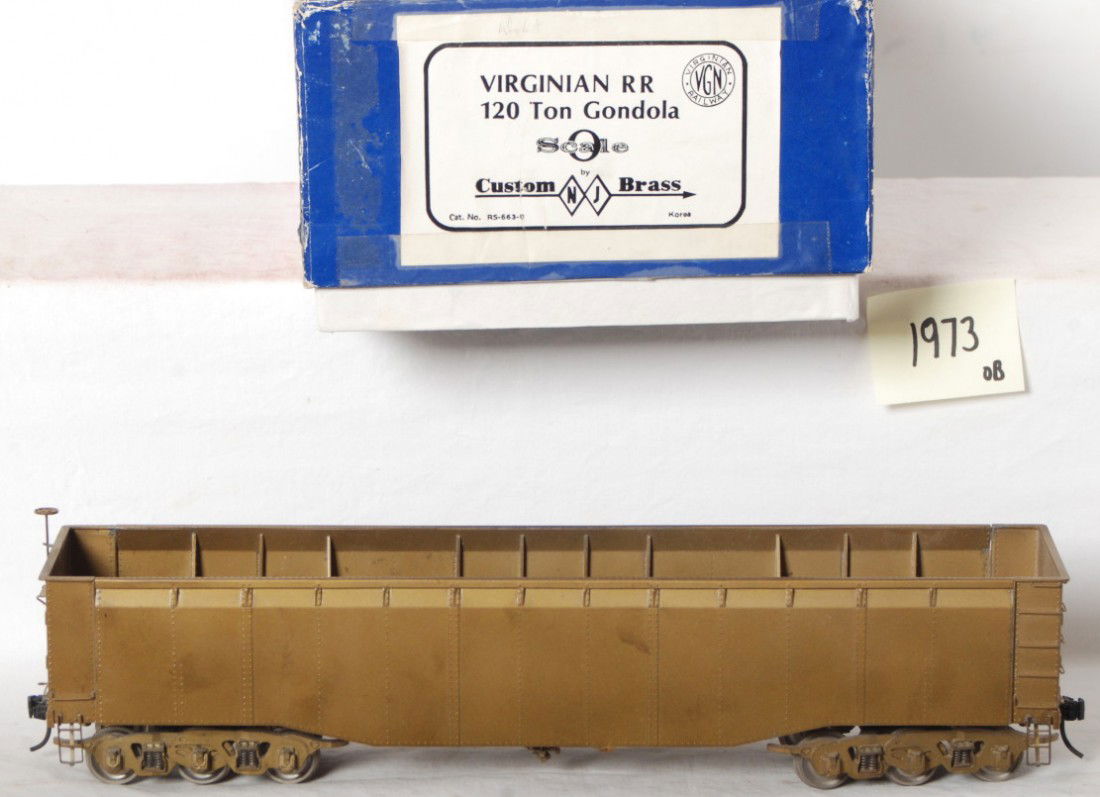 VIRGINIAN RR
VIRGINIAN VGN RAILWAY
120 Ton Gondola
O Scale
by
Custom NJ Brass
Cat. No. RS-663-0 Korea
1973
OB